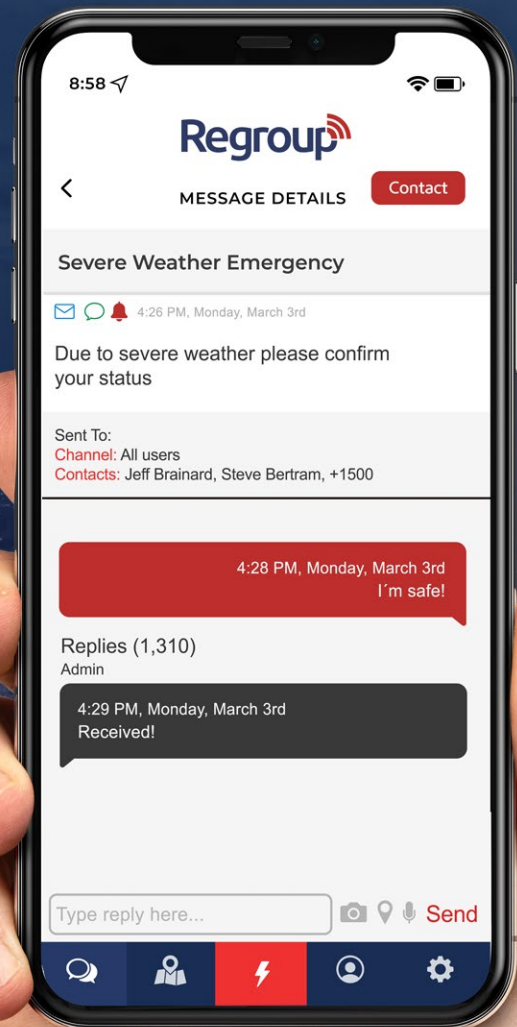 8:58
Regroup
MESSAGE DETAILS
Contact
Severe Weather Emergency
4:26 PM, Monday, March 3rd
Due to severe weather please confirm
your status
Sent To:
Channel: All users
Contacts: Jeff Brainard, Steve Bertram, +1500
4:28 PM, Monday, March 3rd
I´m safe!
Replies (1,310)
Admin
4:29 PM, Monday, March 3rd
Received!
Type reply here...
Send